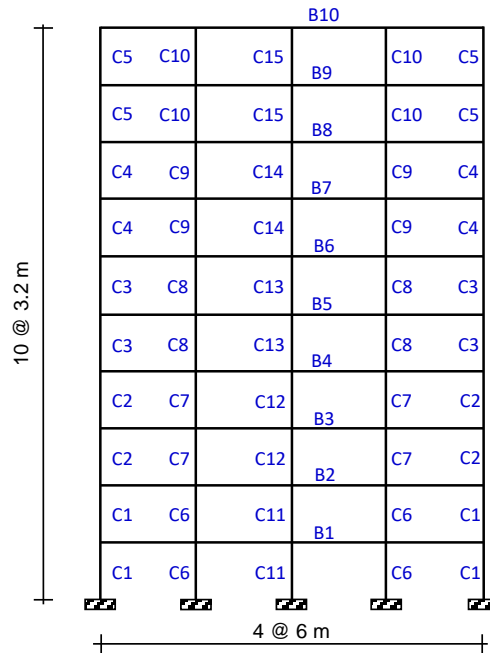 B10
C5 C10 C15 C10 C5
B9
C5 C10 C15 C10 C5
B8
C4 C9 C14 C9 C4
B7
C4 C9 C14 C9 C4
B6
C3 C8 C13 C8 C3
B5
C3 C8 C13 C8 C3
B4
C2 C7 C12 C7 C2
B3
C2 C7 C12 C7 C2
B2
C1 C6 C11 C6 C1
B1
C1 C6 C11 C6 C1
10 @ 3.2 m
4 @ 6 m